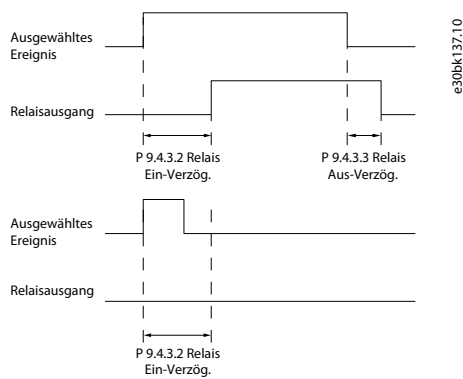 Ausgewähltes
Ereignis
e30bk137.10
Relaisausgang
P 9.4.3.2 Relais
Ein-Verzög.
P 9.4.3.3 Relais
Aus-Verzög.
Ausgewähltes
Ereignis
Relaisausgang
P 9.4.3.2 Relais
Ein-Verzög.